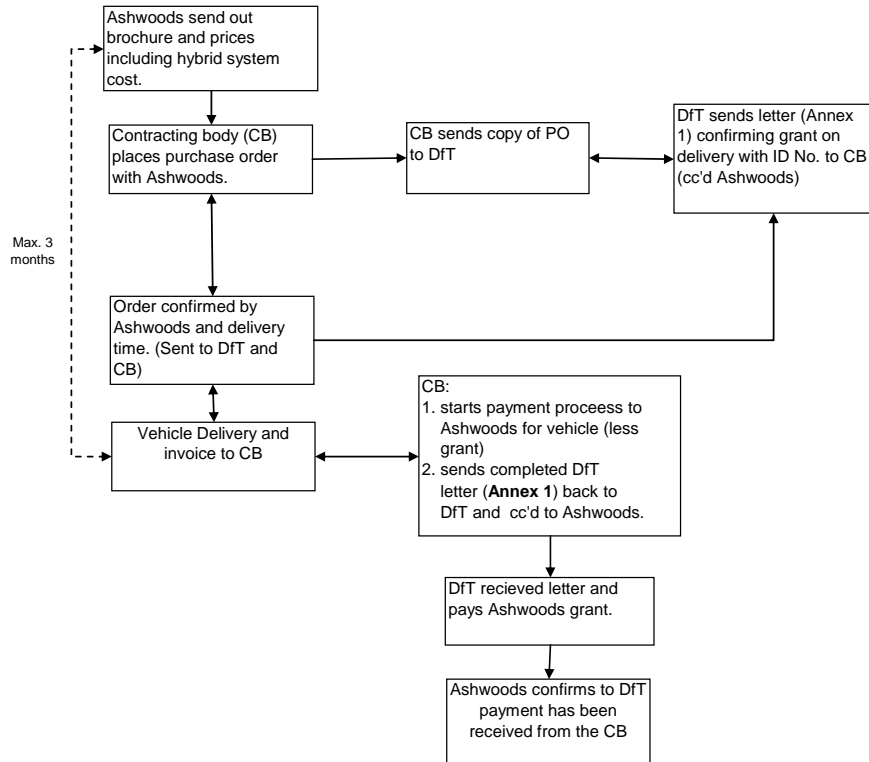 Ashwoods send out
brochure and prices
including hybrid system
cost.
Contracting body (CB)
places purchase order
with Ashwoods.
CB sends copy of PO
to DfT
DfT sends letter (Annex
1) confirming grant on
delivery with ID No. to CB
(cc'd Ashwoods)
Max. 3
months
Order confirmed by
Ashwoods and delivery
time. (Sent to DfT and
CB)
Vehicle Delivery and
invoice to CB
CB:
1. starts payment proceess to
Ashwoods for vehicle (less
grant)
2. sends completed DfT
letter (Annex 1) back to
DfT and cc'd to Ashwoods.
DfT recieved letter and
pays Ashwoods grant.
Ashwoods confirms to DfT
payment has been
received from the CB